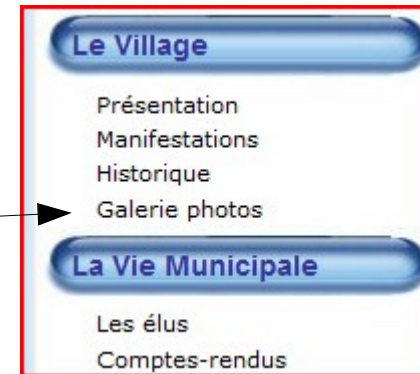 Le Village
Présentation
Manifestations
Historique
Galerie photos
La Vie Municipale
Les élus
Comptes-rendus